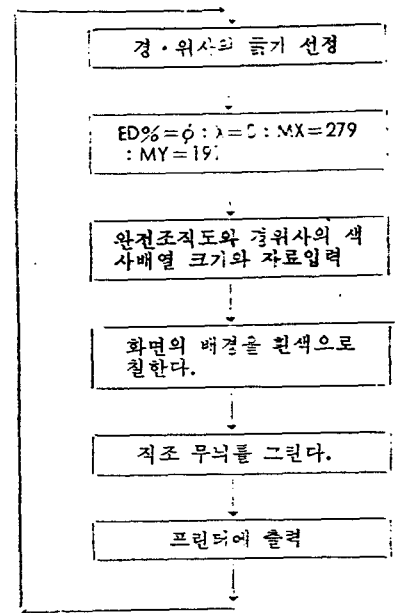 경・위사의 굵기 선정
ED%=φ : : MX=279
: MY=191
완전조직도와 경위사의 색
사배열 크기와 자료입력
화면의 배경을 흰색으로
칠한다.
직조 무늬를 그린다.
프린터에 출력